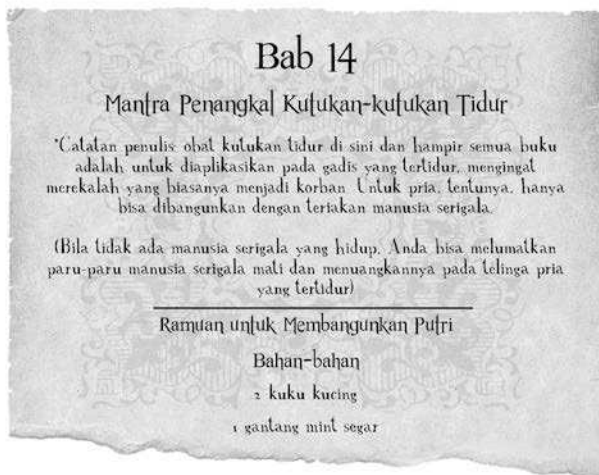 Bab 14
Mantra Penangkal Kutukan-kutukan Tidur
*Catatan penulis: obat kutukan tidur di sini dan hampir semua buku
adalah untuk diaplikasikan pada gadis yang tertidur, mengingat
merekalah yang biasanya menjadi korban. Untuk pria, tentunya, hanya
bisa dibangunkan dengan teriakan manusia serigala.
(Bila tidak ada manusia serigala yang hidup, Anda bisa melumatkan
paru-paru manusia serigala mati dan menuangkannya pada telinga pria
yang tertidur)
Ramuan untuk Membangunkan Putri
Bahan-bahan
2 kuku kucing
1 gantang mint segar